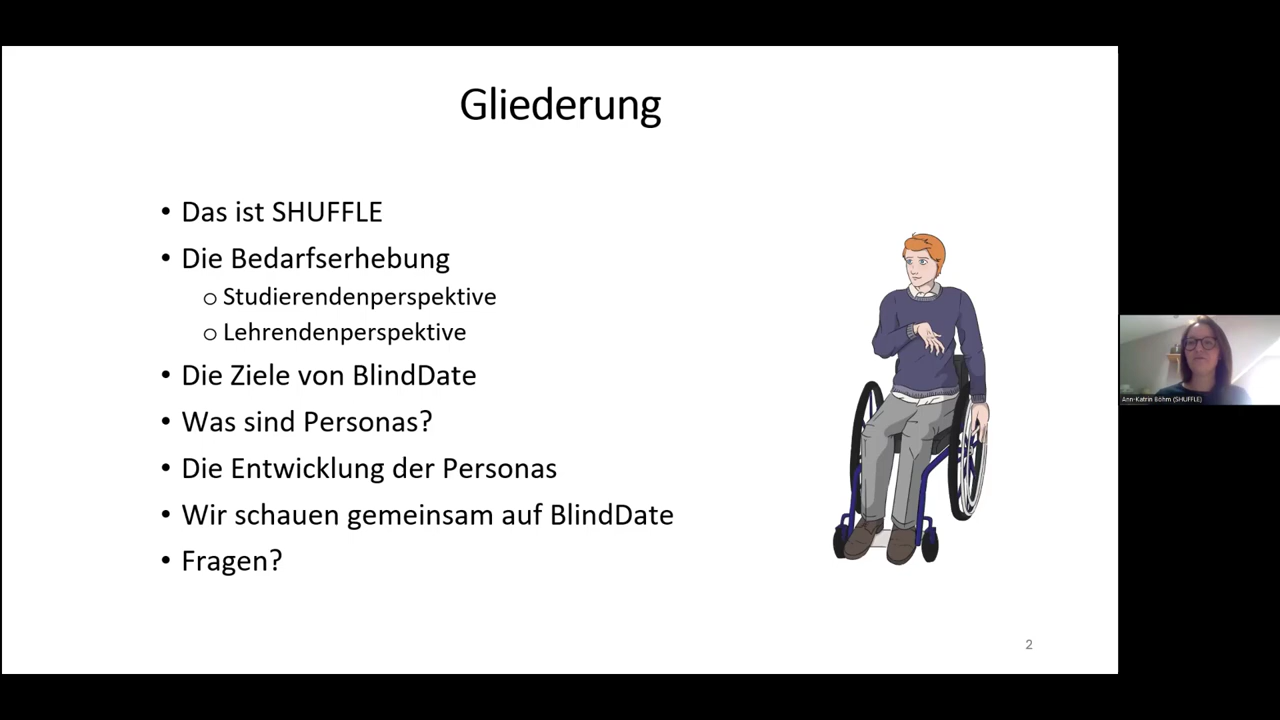 Gliederung
• Das ist SHUFFLE
• Die Bedarfserhebung
o Studierendenperspektive
o Lehrendenperspektive
• Die Ziele von BlindDate
• Was sind Personas?
• Die Entwicklung der Personas
• Wir schauen gemeinsam auf BlindDate
• Fragen?
2
Ann-Katrin Böhm (SHUFFLE)